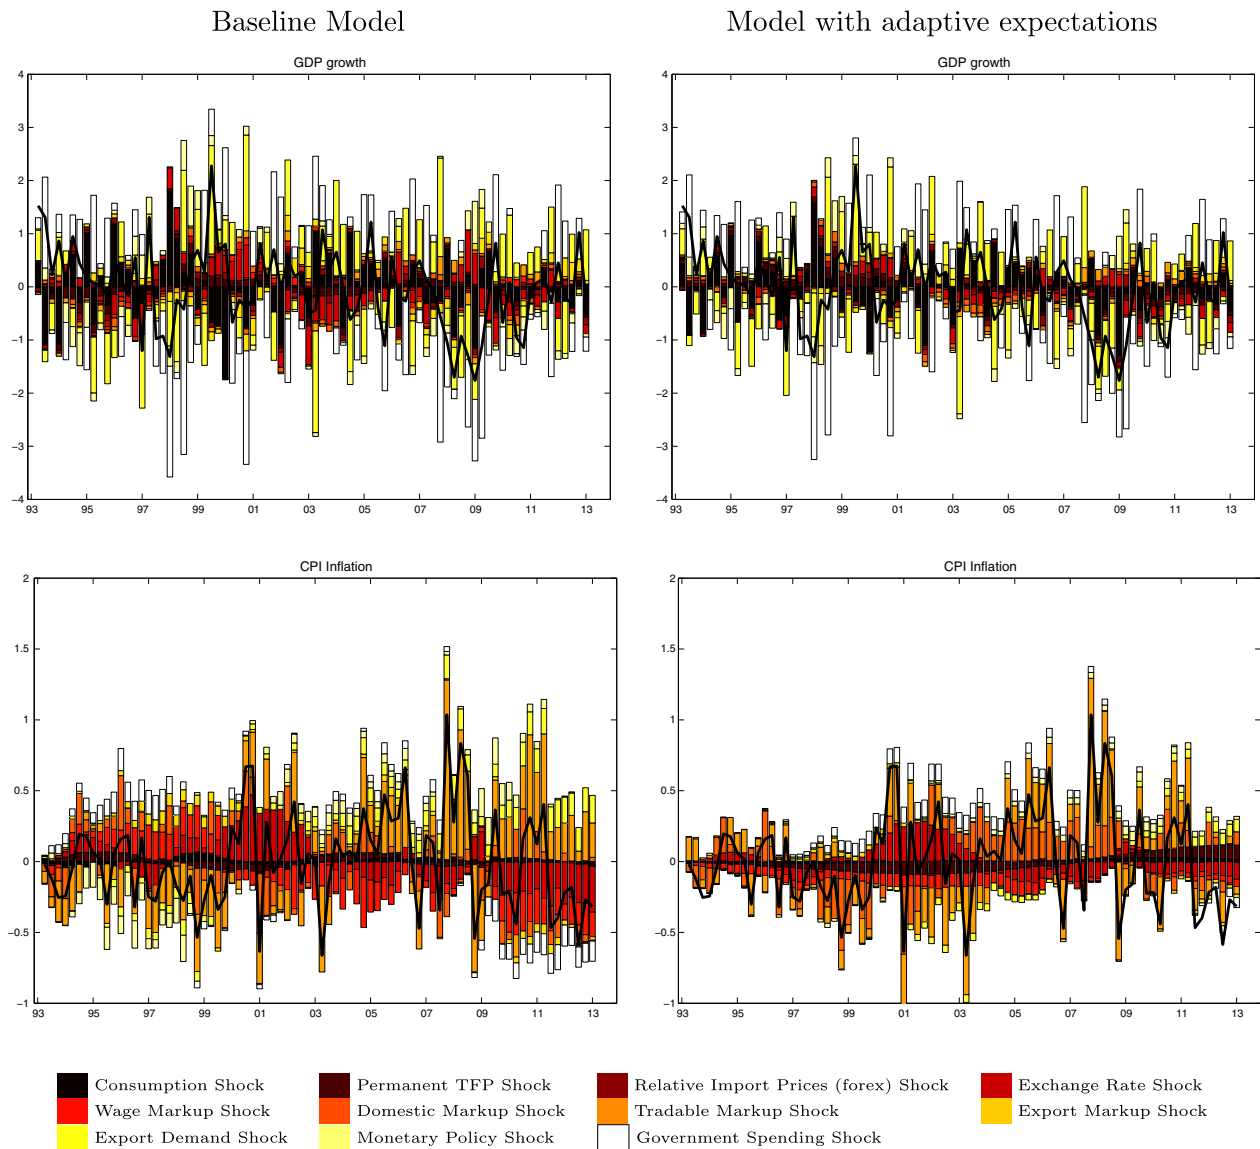 Baseline Model
Model with adaptive expectations
GDP growth
4
3
2
1
0
−1
−2
−3
−4
93 95 97 99 01 03 05 07 09 11 13
GDP growth
4
3
2
1
0
−1
−2
−3
−4
93 95 97 99 01 03 05 07 09 11 13
CPI Inflation
2
1.5
1
0.5
0
−0.5
−1
93 95 97 99 01 03 05 07 09 11 13
CPI Inflation
2
1.5
1
0.5
0
−0.5
−1
93 95 97 99 01 03 05 07 09 11 13
Consumption Shock Permanent TFP Shock Relative Import Prices (forex) Shock Exchange Rate Shock
Wage Markup Shock Domestic Markup Shock Tradable Markup Shock Export Markup Shock
Export Demand Shock Monetary Policy Shock Government Spending Shock